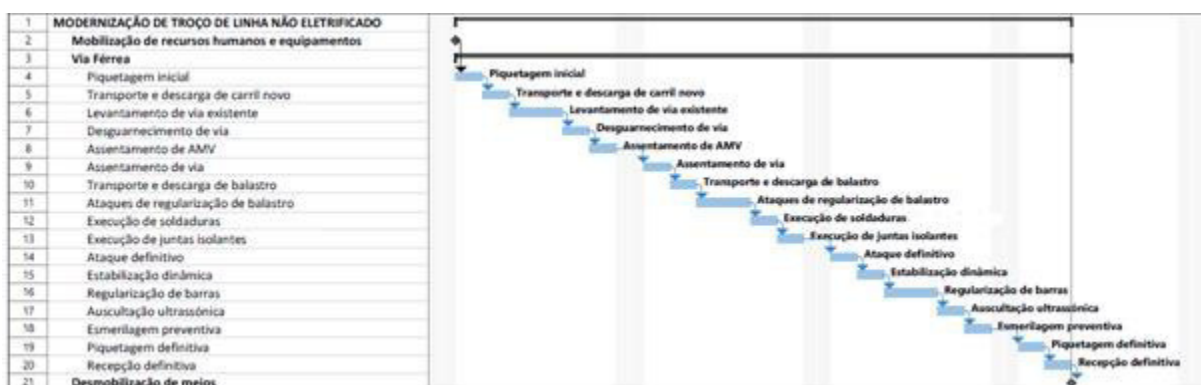 1 MODERNIZAÇÃO DE TROÇO DE LINHA NÃO ELETRIFICADO
2 Mobilização de recursos humanos e equipamentos
3 Via Férrea
4 Piquetagem inicial Piquetagem inicial
5 Transporte e descarga de carril novo Transporte e descarga de carril novo
6 Levantamento de via existente Levantamento de via existente
7 Desguarnecimento de via Desguarnecimento de via
8 Assentamento de AMV Assentamento de AMV
9 Assentamento de via Assentamento de via
10 Transporte e descarga de balastro Transporte e descarga de balastro
11 Ataques de regularização de balastro Ataques de regularização de balastro
12 Execução de soldaduras Execução de soldaduras
13 Execução de juntas isolantes Execução de juntas isolantes
14 Ataque definitivo Ataque definitivo
15 Estabilização dinâmica Estabilização dinâmica
16 Regularização de barras Regularização de barras
17 Auscultação ultrassónica Auscultação ultrassónica
18 Esmerilagem preventiva Esmerilagem preventiva
19 Piquetagem definitiva Piquetagem definitiva
20 Recepção definitiva Recepção definitiva
21 Desmobilização de meios